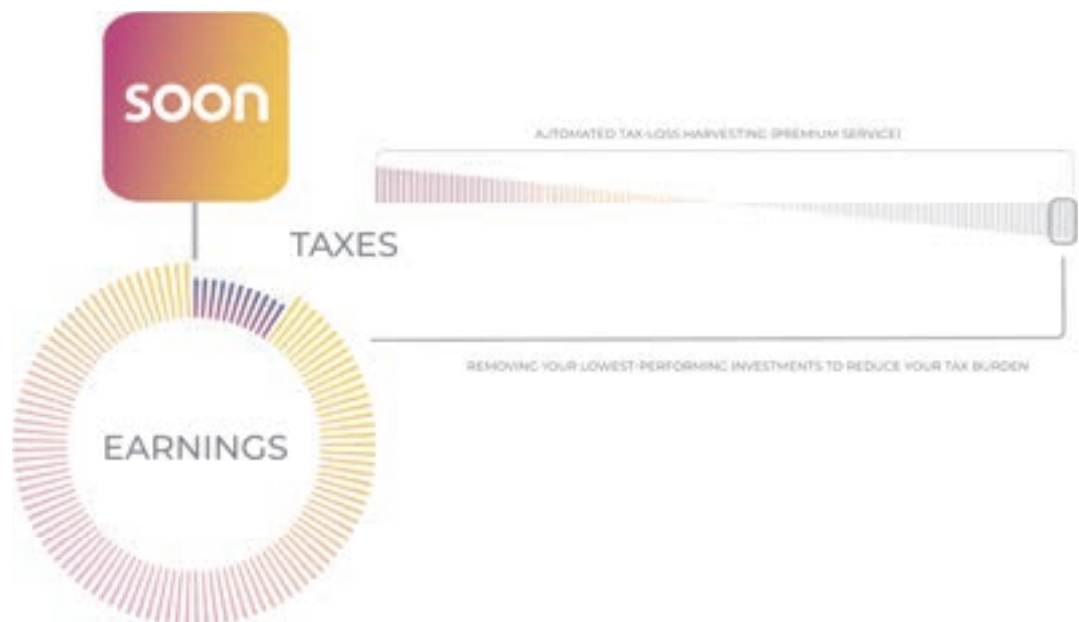 soon
AUTOMATED TAX-LOSS HARVESTING (PREMIUM SERVICE)
TAXES
REMOVING YOUR LOWEST-PERFORMING INVESTMENTS TO REDUCE YOUR TAX BURDEN
EARNINGS